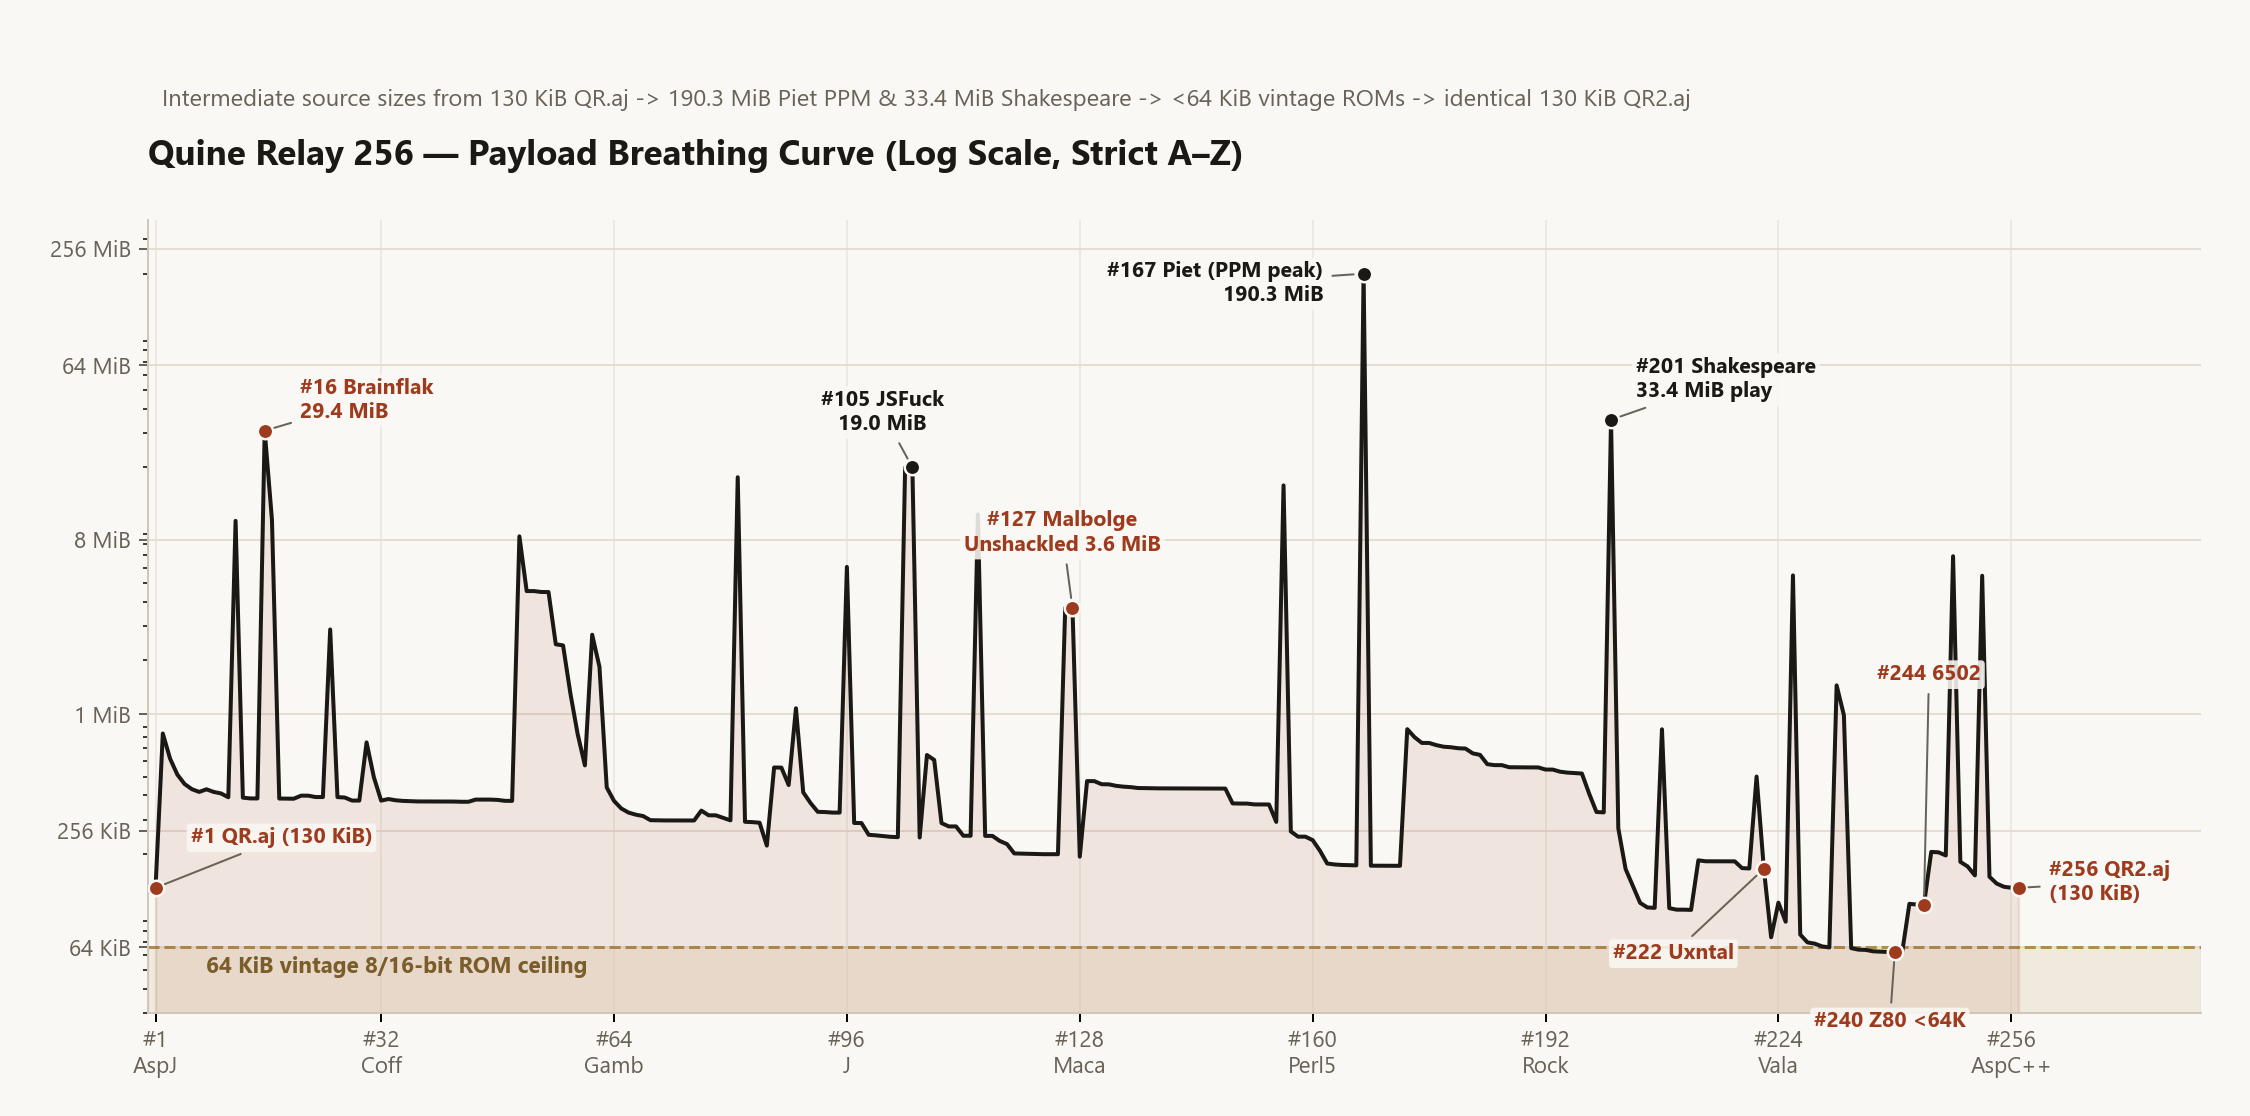 Intermediate source sizes from 130 KiB QR.aj -> 190.3 MiB Piet PPM & 33.4 MiB Shakespeare -> <64 KiB vintage ROMs -> identical 130 KiB QR2.aj
Quine Relay 256 — Payload Breathing Curve (Log Scale, Strict A–Z)
256 MiB
64 MiB
8 MiB
1 MiB
256 KiB
64 KiB
#167 Piet (PPM peak)
190.3 MiB
#201 Shakespeare
33.4 MiB play
#16 Brainflak
29.4 MiB
#105 JSFuck
19.0 MiB
#127 Malbolge
Unshackled 3.6 MiB
#244 6502
#1 QR.aj (130 KiB)
#256 QR2.aj
(130 KiB)
#222 Uxntal
64 KiB vintage 8/16-bit ROM ceiling
#240 Z80 <64K
#1
AspJ
#32
Coff
#64
Gamb
#96
J
#128
Maca
#160
Perl5
#192
Rock
#224
Vala
#256
AspC++